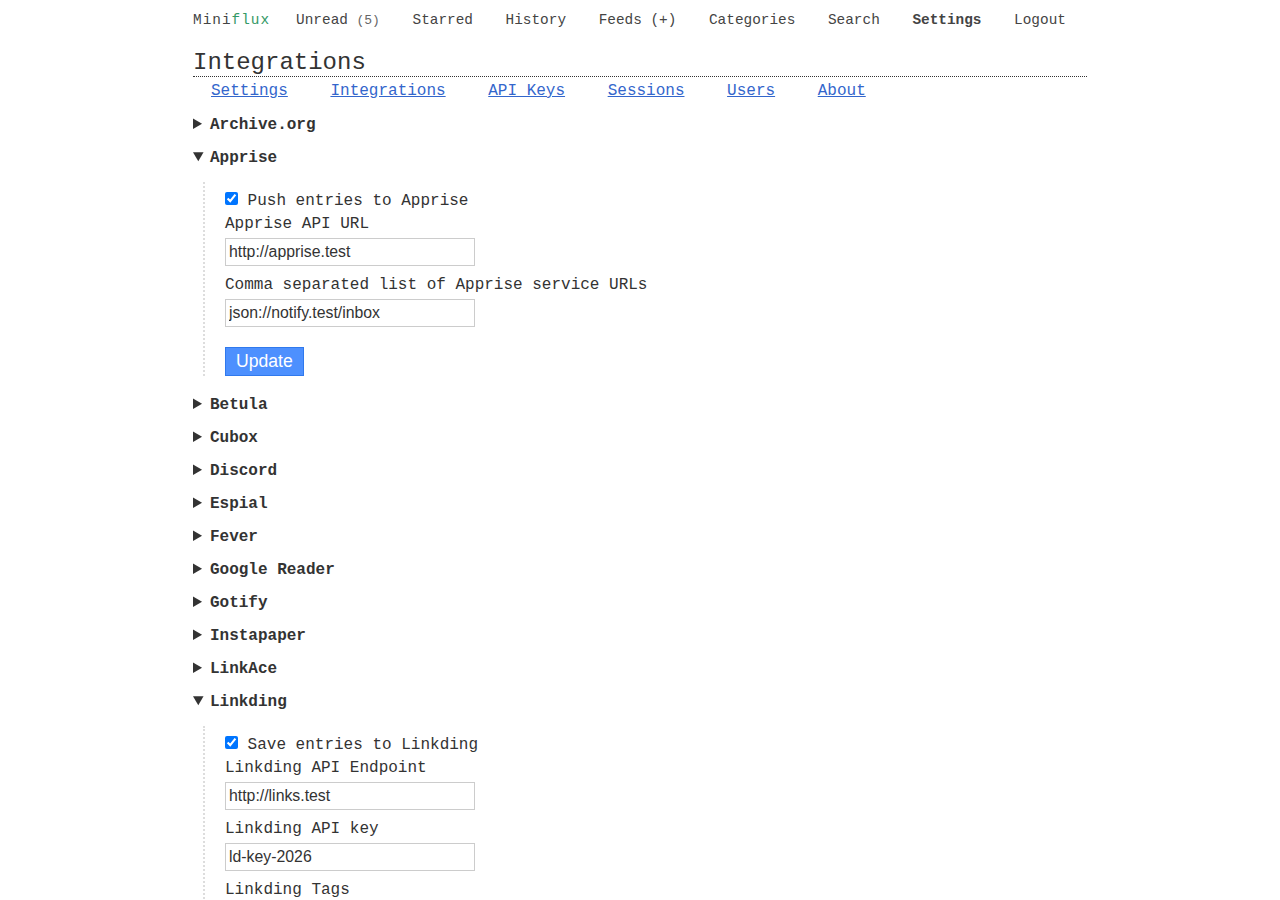 Miniflux Unread (5) Starred History Feeds (+) Categories Search Settings Logout
Integrations
Settings Integrations API Keys Sessions Users About
Archive.org
Apprise
Push entries to Apprise
Apprise API URL
http://apprise.test
Comma separated list of Apprise service URLs
json://notify.test/inbox
Update
Betula
Cubox
Discord
Espial
Fever
Google Reader
Gotify
Instapaper
LinkAce
Linkding
Save entries to Linkding
Linkding API Endpoint
http://links.test
Linkding API key
ld-key-2026
Linkding Tags